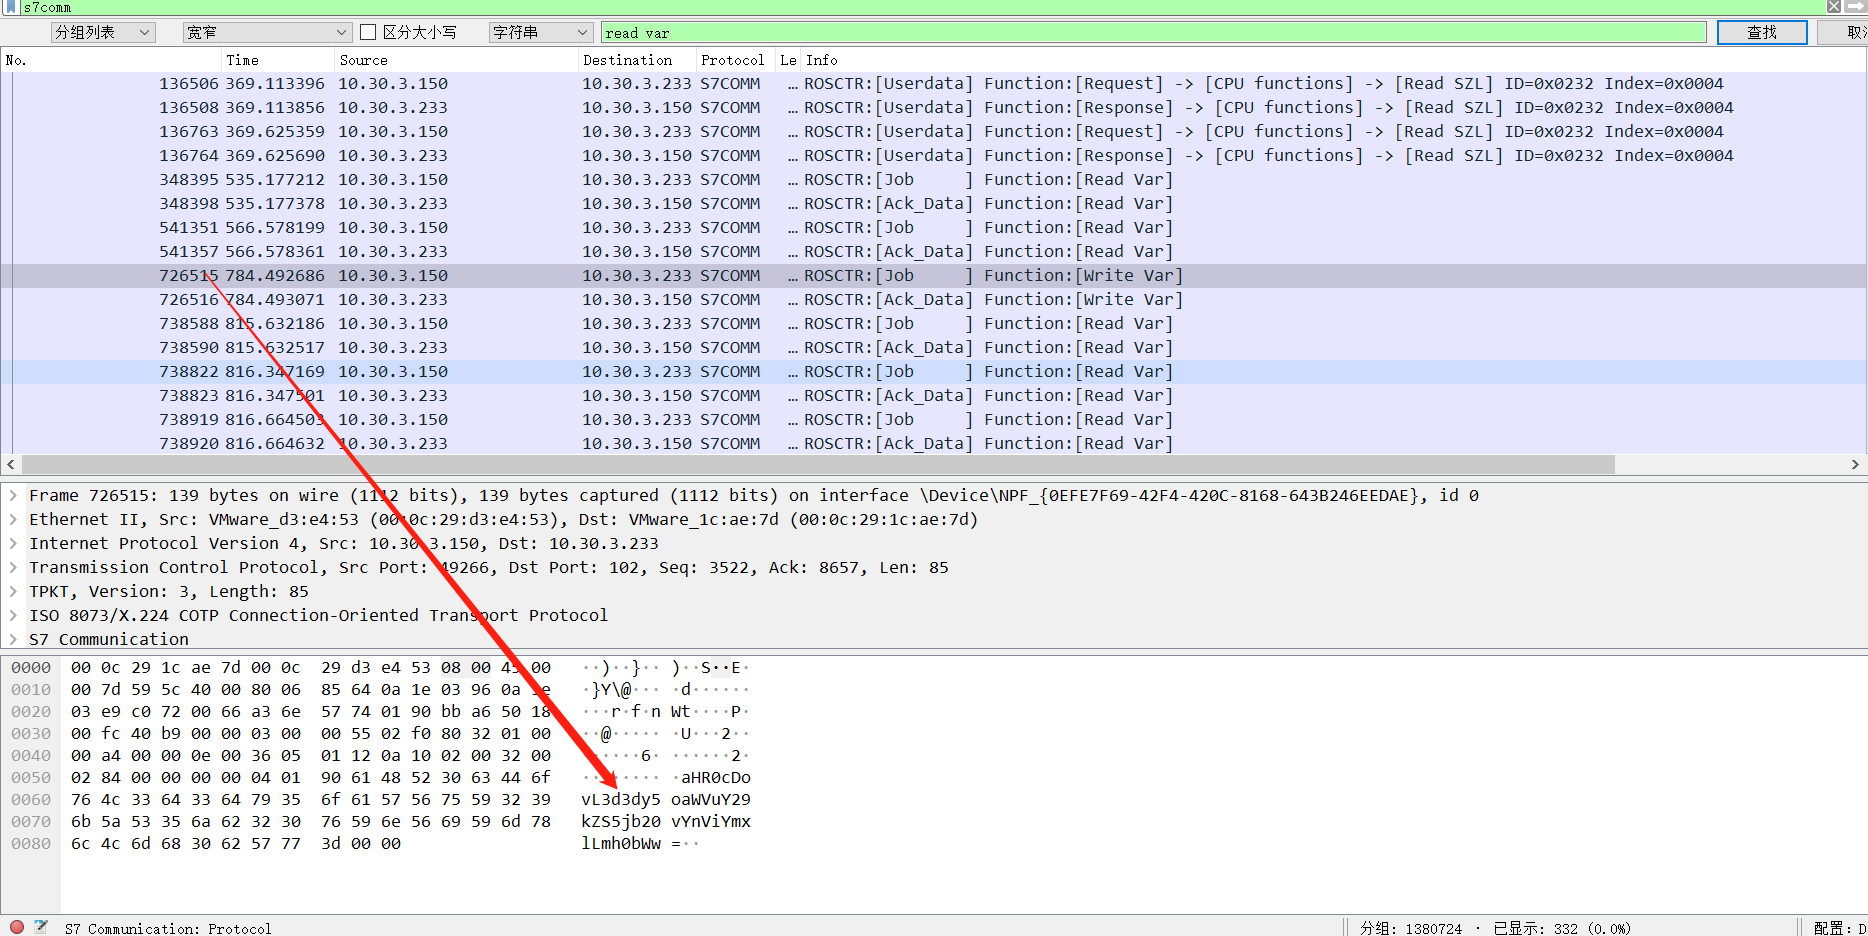 s7comm
分组列表 宽窄 区分大小写 字符串 read var 查找
No. Time Source Destination Protocol Le Info
136506 369.113396 10.30.3.150 10.30.3.233 S7COMM … ROSCTR:[Userdata] Function:[Request] -> [CPU functions] -> [Read SZL] ID=0x0232 Index=0x0004
136508 369.113856 10.30.3.233 10.30.3.150 S7COMM … ROSCTR:[Userdata] Function:[Response] -> [CPU functions] -> [Read SZL] ID=0x0232 Index=0x0004
136763 369.625359 10.30.3.150 10.30.3.233 S7COMM … ROSCTR:[Userdata] Function:[Request] -> [CPU functions] -> [Read SZL] ID=0x0232 Index=0x0004
136764 369.625690 10.30.3.233 10.30.3.150 S7COMM … ROSCTR:[Userdata] Function:[Response] -> [CPU functions] -> [Read SZL] ID=0x0232 Index=0x0004
348395 535.177212 10.30.3.150 10.30.3.233 S7COMM … ROSCTR:[Job     ] Function:[Read Var]
348398 535.177378 10.30.3.233 10.30.3.150 S7COMM … ROSCTR:[Ack_Data] Function:[Read Var]
541351 566.578199 10.30.3.150 10.30.3.233 S7COMM … ROSCTR:[Job     ] Function:[Read Var]
541357 566.578361 10.30.3.233 10.30.3.150 S7COMM … ROSCTR:[Ack_Data] Function:[Read Var]
726515 784.492686 10.30.3.150 10.30.3.233 S7COMM … ROSCTR:[Job     ] Function:[Write Var]
726516 784.493071 10.30.3.233 10.30.3.150 S7COMM … ROSCTR:[Ack_Data] Function:[Write Var]
738588 815.632186 10.30.3.150 10.30.3.233 S7COMM … ROSCTR:[Job     ] Function:[Read Var]
738590 815.632517 10.30.3.233 10.30.3.150 S7COMM … ROSCTR:[Ack_Data] Function:[Read Var]
738822 816.347169 10.30.3.150 10.30.3.233 S7COMM … ROSCTR:[Job     ] Function:[Read Var]
738823 816.347501 10.30.3.233 10.30.3.150 S7COMM … ROSCTR:[Ack_Data] Function:[Read Var]
738919 816.664503 10.30.3.150 10.30.3.233 S7COMM … ROSCTR:[Job     ] Function:[Read Var]
738920 816.664632 10.30.3.233 10.30.3.150 S7COMM … ROSCTR:[Ack_Data] Function:[Read Var]
Frame 726515: 139 bytes on wire (1112 bits), 139 bytes captured (1112 bits) on interface \Device\NPF_{0EFE7F69-42F4-420C-8168-643B246EEDAE}, id 0
Ethernet II, Src: VMware_d3:e4:53 (00:0c:29:d3:e4:53), Dst: VMware_1c:ae:7d (00:0c:29:1c:ae:7d)
Internet Protocol Version 4, Src: 10.30.3.150, Dst: 10.30.3.233
Transmission Control Protocol, Src Port: 49266, Dst Port: 102, Seq: 3522, Ack: 8657, Len: 85
TPKT, Version: 3, Length: 85
ISO 8073/X.224 COTP Connection-Oriented Transport Protocol
S7 Communication
0000 00 0c 29 1c ae 7d 00 0c 29 d3 e4 53 08 00 45 00 ··)··}·· )··S··E·
0010 00 7d 59 5c 40 00 80 06 85 64 0a 1e 03 96 0a 1e ·}Y\@··· ·d······
0020 03 e9 c0 72 00 66 a3 6e 57 74 01 90 bb a6 50 18 ···r·f·n Wt····P·
0030 00 fc 40 b9 00 00 03 00 00 55 02 f0 80 32 01 00 ··@····· ·U···2··
0040 00 a4 00 00 0e 00 36 05 01 12 0a 10 02 00 32 00 ······6· ······2·
0050 02 84 00 00 00 00 04 01 90 61 48 52 30 63 44 6f ········ ·aHR0cDo
0060 76 4c 33 64 33 64 79 35 6f 61 57 56 75 59 32 39 vL3d3dy5 oaWVuY29
0070 6b 5a 53 35 6a 62 32 30 76 59 6e 56 69 59 6d 78 kZS5jb20 vYnViYmx
0080 6c 4c 6d 68 30 62 57 77 3d 00 00 lLmh0bWw =··
S7 Communication: Protocol 分组: 1380724 · 已显示: 332 (0.0%) 配置: D